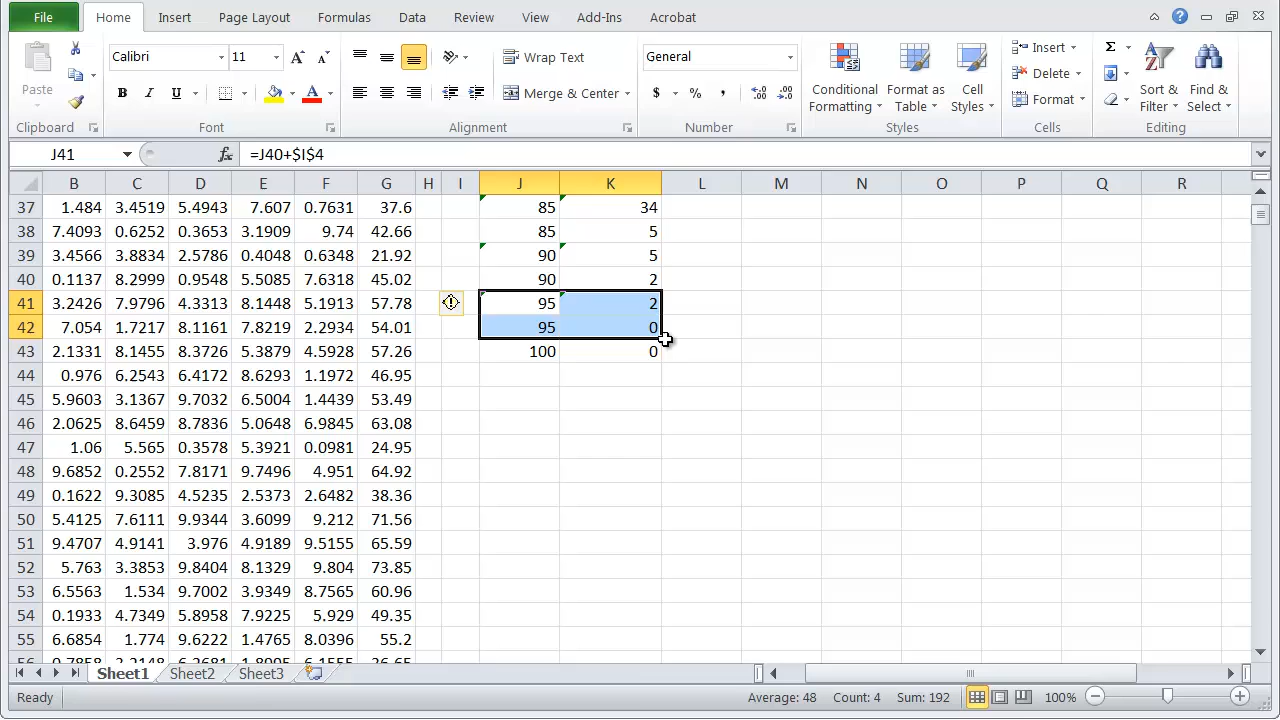 File Home Insert Page Layout Formulas Data Review View Add-Ins Acrobat
Paste
Calibri 11
B I U A
Wrap Text
Merge & Center
General
$ % ,
Conditional Formatting
Format as Table
Cell Styles
Insert
Delete
Format
Σ
Sort & Filter
Find & Select
Clipboard Font Alignment Number Styles Cells Editing
J41 fx =J40+$I$4
B C D E F G H I J K L M N O P Q R
37 1.484 3.4519 5.4943 7.607 0.7631 37.6 85 34
38 7.4093 0.6252 0.3653 3.1909 9.74 42.66 85 5
39 3.4566 3.8834 2.5786 0.4048 0.6348 21.92 90 5
40 0.1137 8.2999 0.9548 5.5085 7.6318 45.02 90 2
41 3.2426 7.9796 4.3313 8.1448 5.1913 57.78 95 2
42 7.054 1.7217 8.1161 7.8219 2.2934 54.01 95 0
43 2.1331 8.1455 8.3726 5.3879 4.5928 57.26 100 0
44 0.976 6.2543 6.4172 8.6293 1.1972 46.95
45 5.9603 3.1367 9.7032 6.5004 1.4439 53.49
46 2.0625 8.6459 8.7836 5.0648 6.9845 63.08
47 1.06 5.565 0.3578 5.3921 0.0981 24.95
48 9.6852 0.2552 7.8171 9.7496 4.951 64.92
49 0.1622 9.3085 4.5235 2.5373 2.6482 38.36
50 5.4125 7.6111 9.9344 3.6099 9.212 71.56
51 9.4707 4.9141 3.976 4.9189 9.5155 65.59
52 5.763 3.3853 9.8404 8.1329 9.804 73.85
53 6.5563 1.534 9.7002 3.9349 8.7565 60.96
54 0.1933 4.7349 5.8958 7.9225 5.929 49.35
55 6.6854 1.774 9.6222 1.4765 8.0396 55.2
Sheet1 Sheet2 Sheet3
Ready Average: 48 Count: 4 Sum: 192 100%